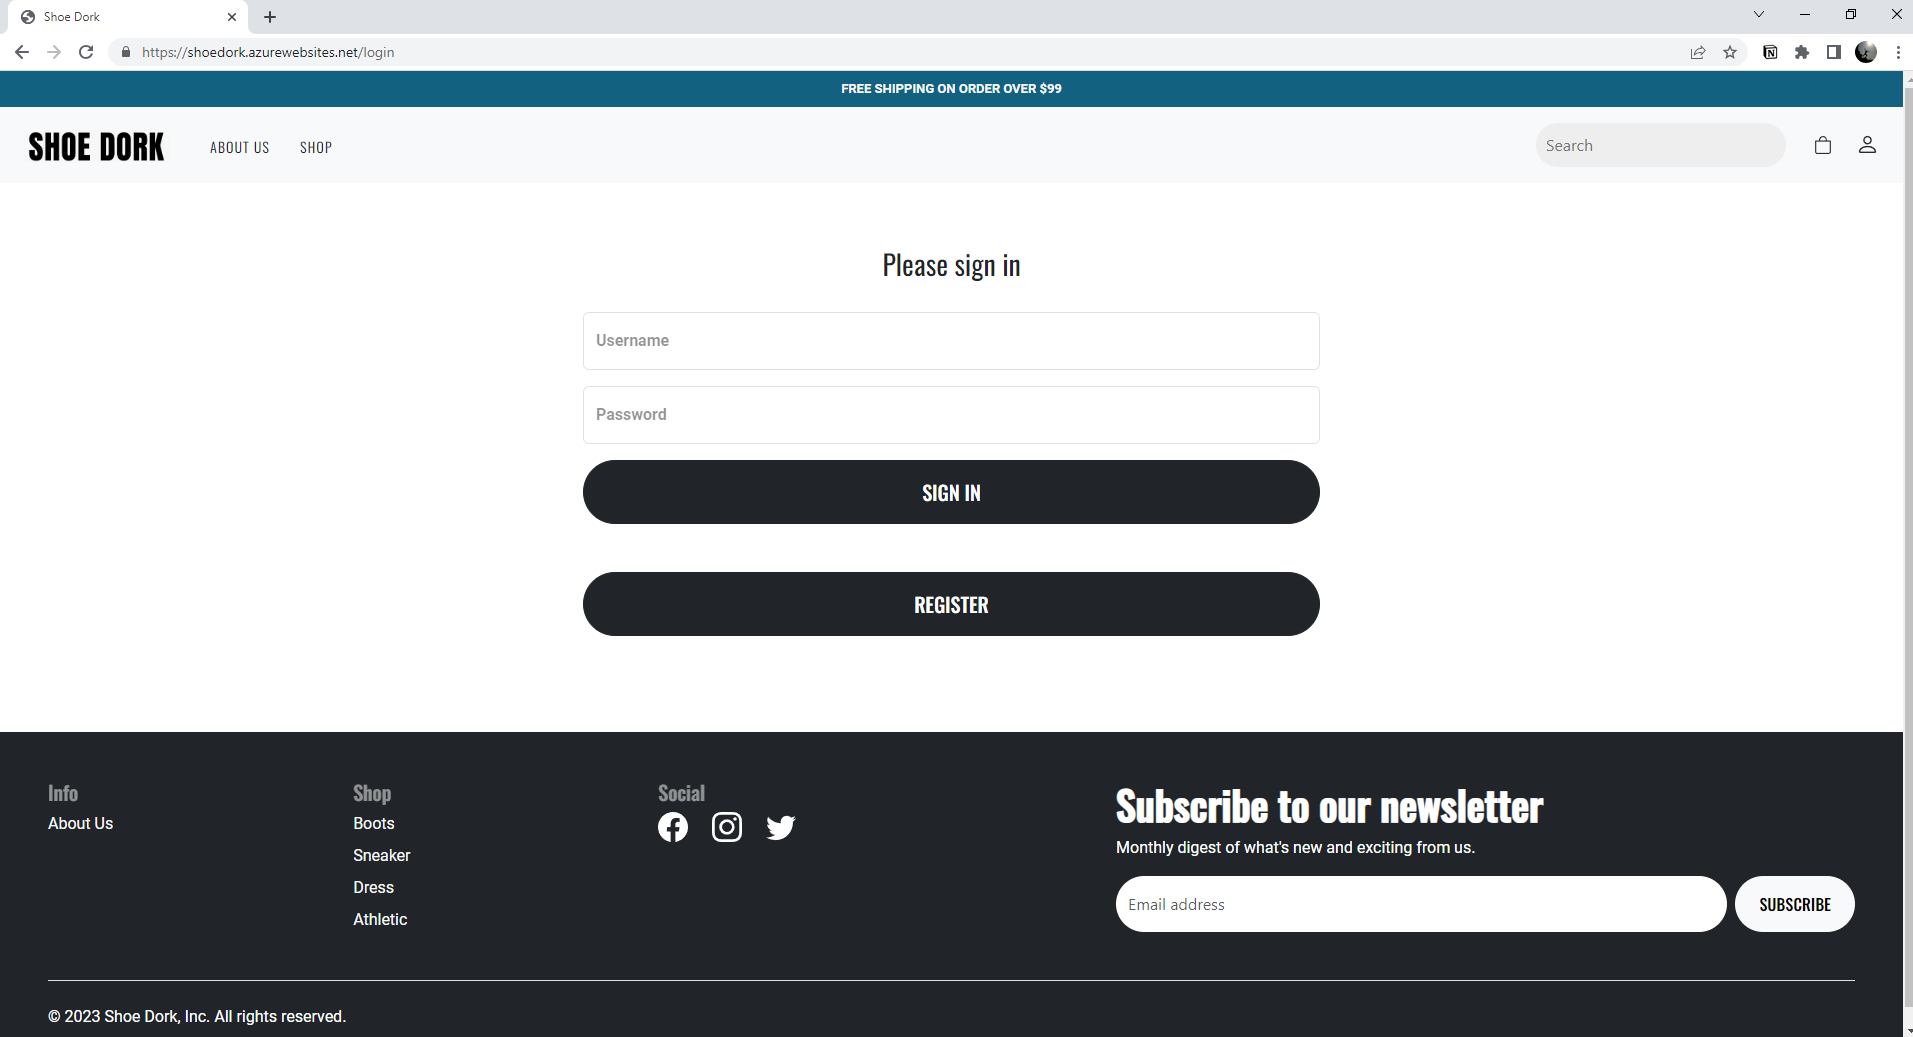 Shoe Dork
https://shoedork.azurewebsites.net/login
FREE SHIPPING ON ORDER OVER $99
SHOE DORK
ABOUT US
SHOP
Search
Please sign in
Username
Password
SIGN IN
REGISTER
Info
About Us
Shop
Boots
Sneaker
Dress
Athletic
Social
Subscribe to our newsletter
Monthly digest of what's new and exciting from us.
Email address
SUBSCRIBE
© 2023 Shoe Dork, Inc. All rights reserved.